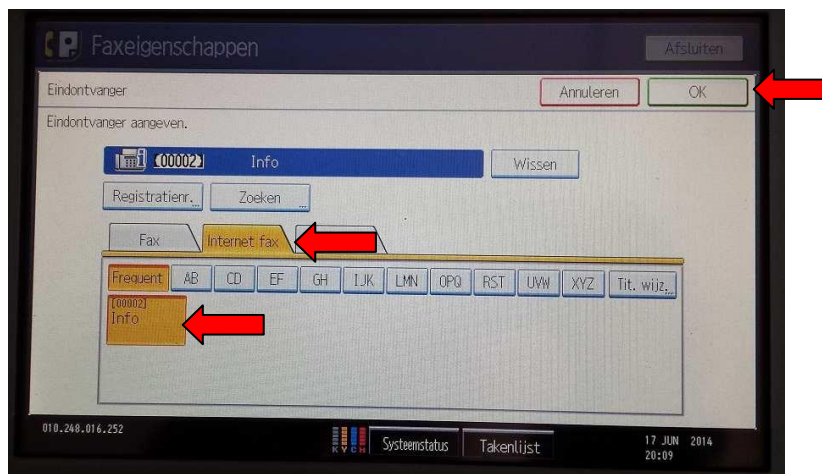 Faxeigenschappen Afsluiten
Eindontvanger Annuleren OK
Eindontvanger aangeven.
[00002] Info Wissen
Registratienr... Zoeken ...
Fax Internet fax
Frequent AB CD EF GH IJK LMN OPQ RST UVW XYZ Tit. wijz...
[00002]
Info
010.248.016.252
K Y C M Systeemstatus Takenlijst 17 JUN 2014
20:09